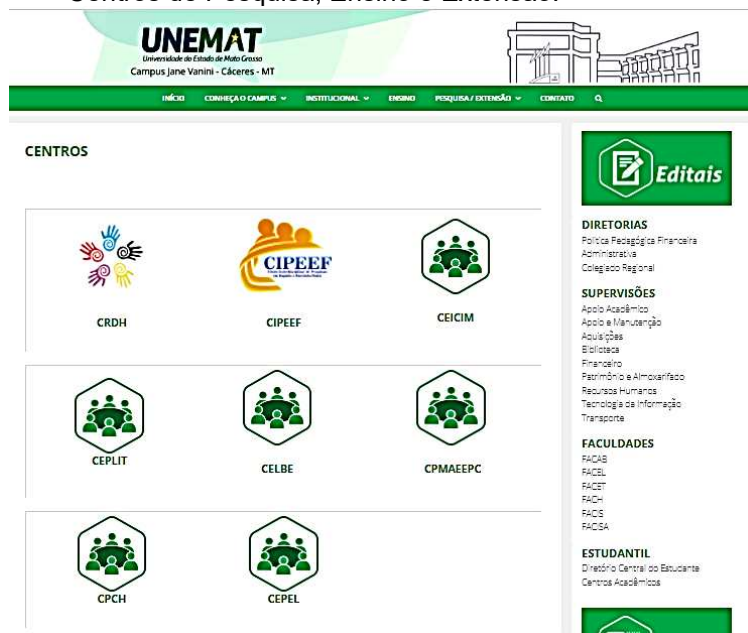 Centros de Pesquisa, Ensino e Extensão.
UNEMAT
Universidade do Estado de Mato Grosso
Campus Jane Vanini - Cáceres - MT
INÍCIO CONHEÇA O CAMPUS INSTITUCIONAL ENSINO PESQUISA / EXTENSÃO CONTATO
CENTROS
CIPEEF
CRDH
CIPEEF
CEICIM
CEPLIT
CELBE
CPMAEEPC
CPCH
CEPEL
Editais
DIRETORIAS
Política Pedagógica Financeira
Administrativa
Colegiado Regional
SUPERVISÕES
Apoio Acadêmico
Apoio e Manutenção
Aquisições
Biblioteca
Financeiro
Patrimônio e Almoxarifado
Recursos Humanos
Tecnologia da Informação
Transporte
FACULDADES
FACAB
FACEL
FACET
FACH
FACIS
FACISA
ESTUDANTIL
Diretório Central do Estudante
Centros Acadêmicos